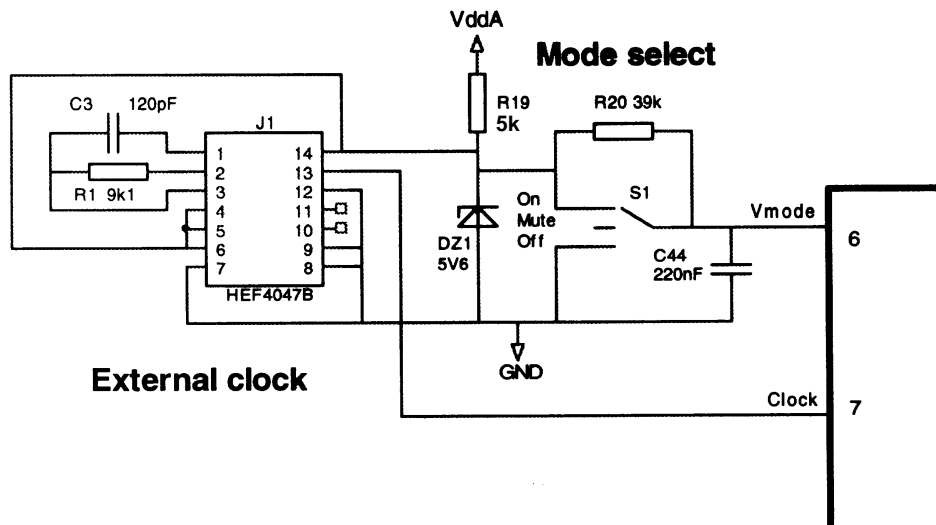 VddA
Mode select
R19
5k
R20 39k
C3 120pF
J1
1 14
2 13
3 12
4 11
5 10
6 9
7 8
R1 9k1
HEF4047B
On
Mute
Off
S1
DZ1
5V6
C44
220nF
Vmode
6
GND
External clock
Clock
7